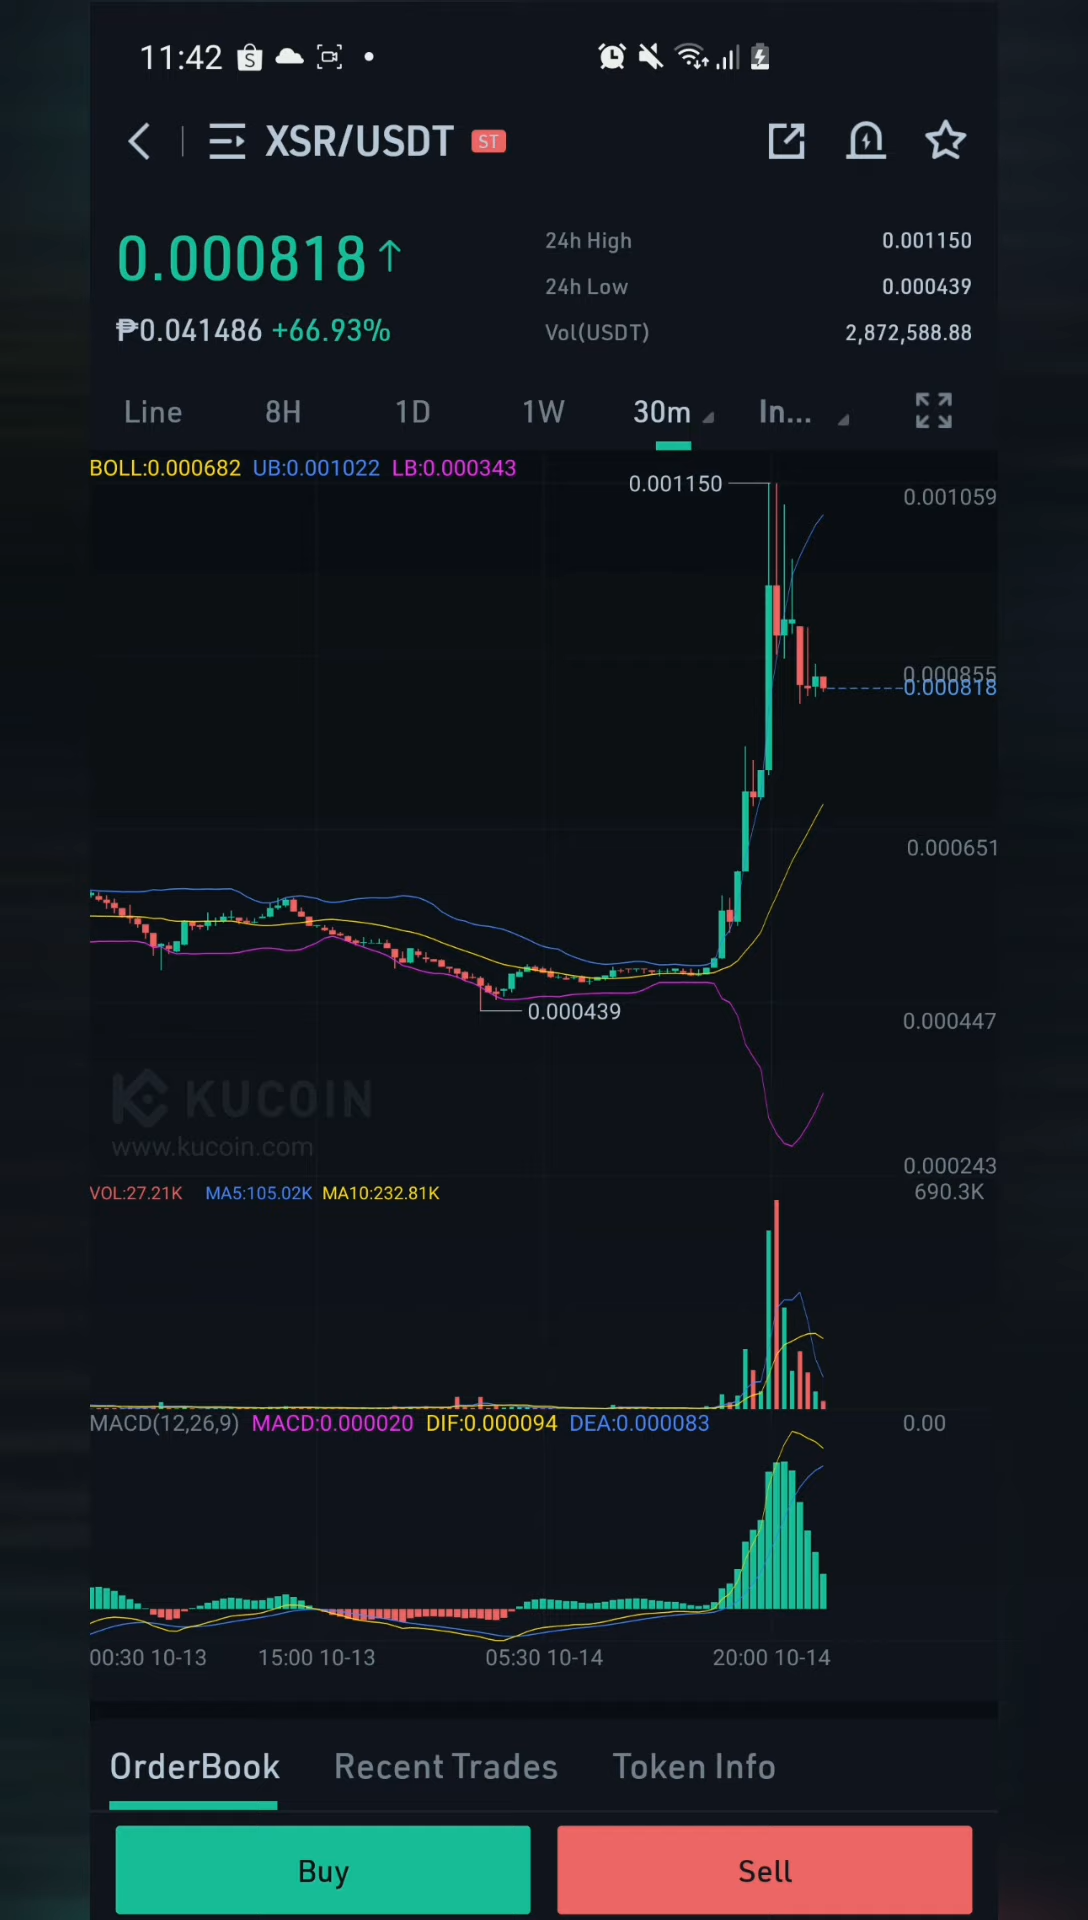 11:42
XSR/USDT ST
0.000818↑
₱0.041486 +66.93%
24h High 0.001150
24h Low 0.000439
Vol(USDT) 2,872,588.88
Line 8H 1D 1W 30m In...
BOLL:0.000682 UB:0.001022 LB:0.000343
0.001150
0.001059
0.000855
0.000818
0.000651
0.000439
0.000447
KUCOIN
www.kucoin.com
0.000243
VOL:27.21K MA5:105.02K MA10:232.81K 690.3K
MACD(12,26,9) MACD:0.000020 DIF:0.000094 DEA:0.000083 0.00
00:30 10-13 15:00 10-13 05:30 10-14 20:00 10-14
OrderBook Recent Trades Token Info
Buy Sell